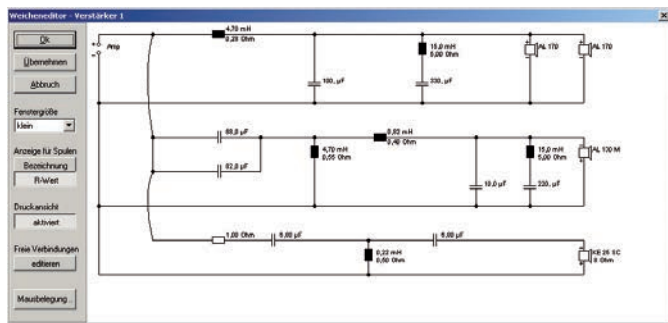 Weicheneditor - Verstärker 1
Ok
Übernehmen
Abbruch
Fenstergröße
klein
Anzeige für Spulen
Bezeichnung
R-Wert
Druckansicht
aktiviert
Freie Verbindungen
editieren
Mausbelegung...
+
-
Amp
4,70 mH
0,28 Ohm
100, µF
15,0 mH
5,00 Ohm
330, µF
AL 170
AL 170
68,0 µF
82,0 µF
4,70 mH
0,55 Ohm
0,82 mH
0,40 Ohm
10,0 µF
15,0 mH
5,00 Ohm
220, µF
AL 130 M
1,00 Ohm
6,80 µF
6,80 µF
0,22 mH
0,50 Ohm
KE 25 SC
8 Ohm